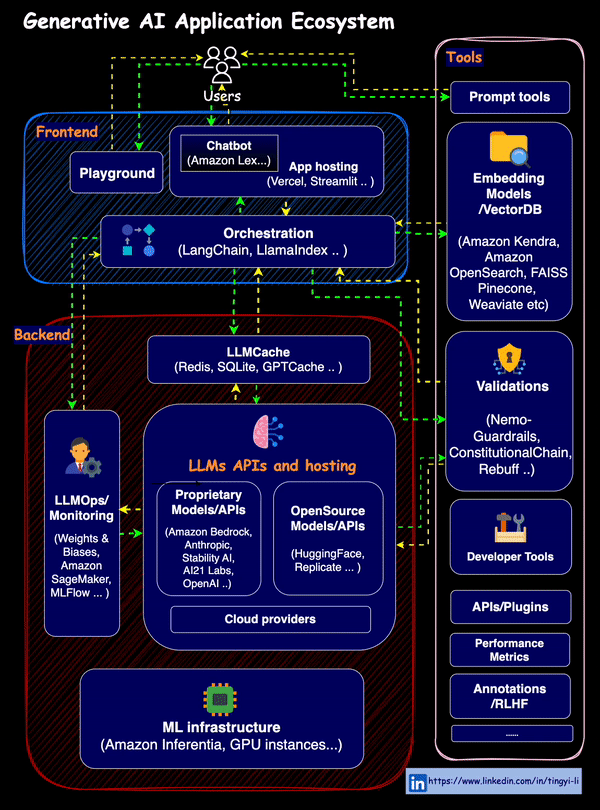 Generative AI Application Ecosystem
Users
Frontend
Playground
Chatbot
(Amazon Lex...)
App hosting
(Vercel, Streamlit .. )
Orchestration
(LangChain, LlamaIndex .. )
Backend
LLMCache
(Redis, SQLite, GPTCache .. )
LLMOps/
Monitoring
(Weights &
Biases,
Amazon
SageMaker,
MLFlow ... )
LLMs APIs and hosting
Proprietary
Models/APIs
(Amazon Bedrock,
Anthropic,
Stability AI,
AI21 Labs,
OpenAI ..)
OpenSource
Models/APIs
(HuggingFace,
Replicate ... )
Cloud providers
ML infrastructure
(Amazon Inferentia, GPU instances...)
Tools
Prompt tools
Embedding
Models
/VectorDB
(Amazon Kendra,
Amazon
OpenSearch, FAISS
Pinecone,
Weaviate etc)
Validations
(Nemo-
Guardrails,
ConstitutionalChain,
Rebuff ..)
Developer Tools
APIs/Plugins
Performance
Metrics
Annotations
/RLHF
......
in https://www.linkedin.com/in/tingyi-li